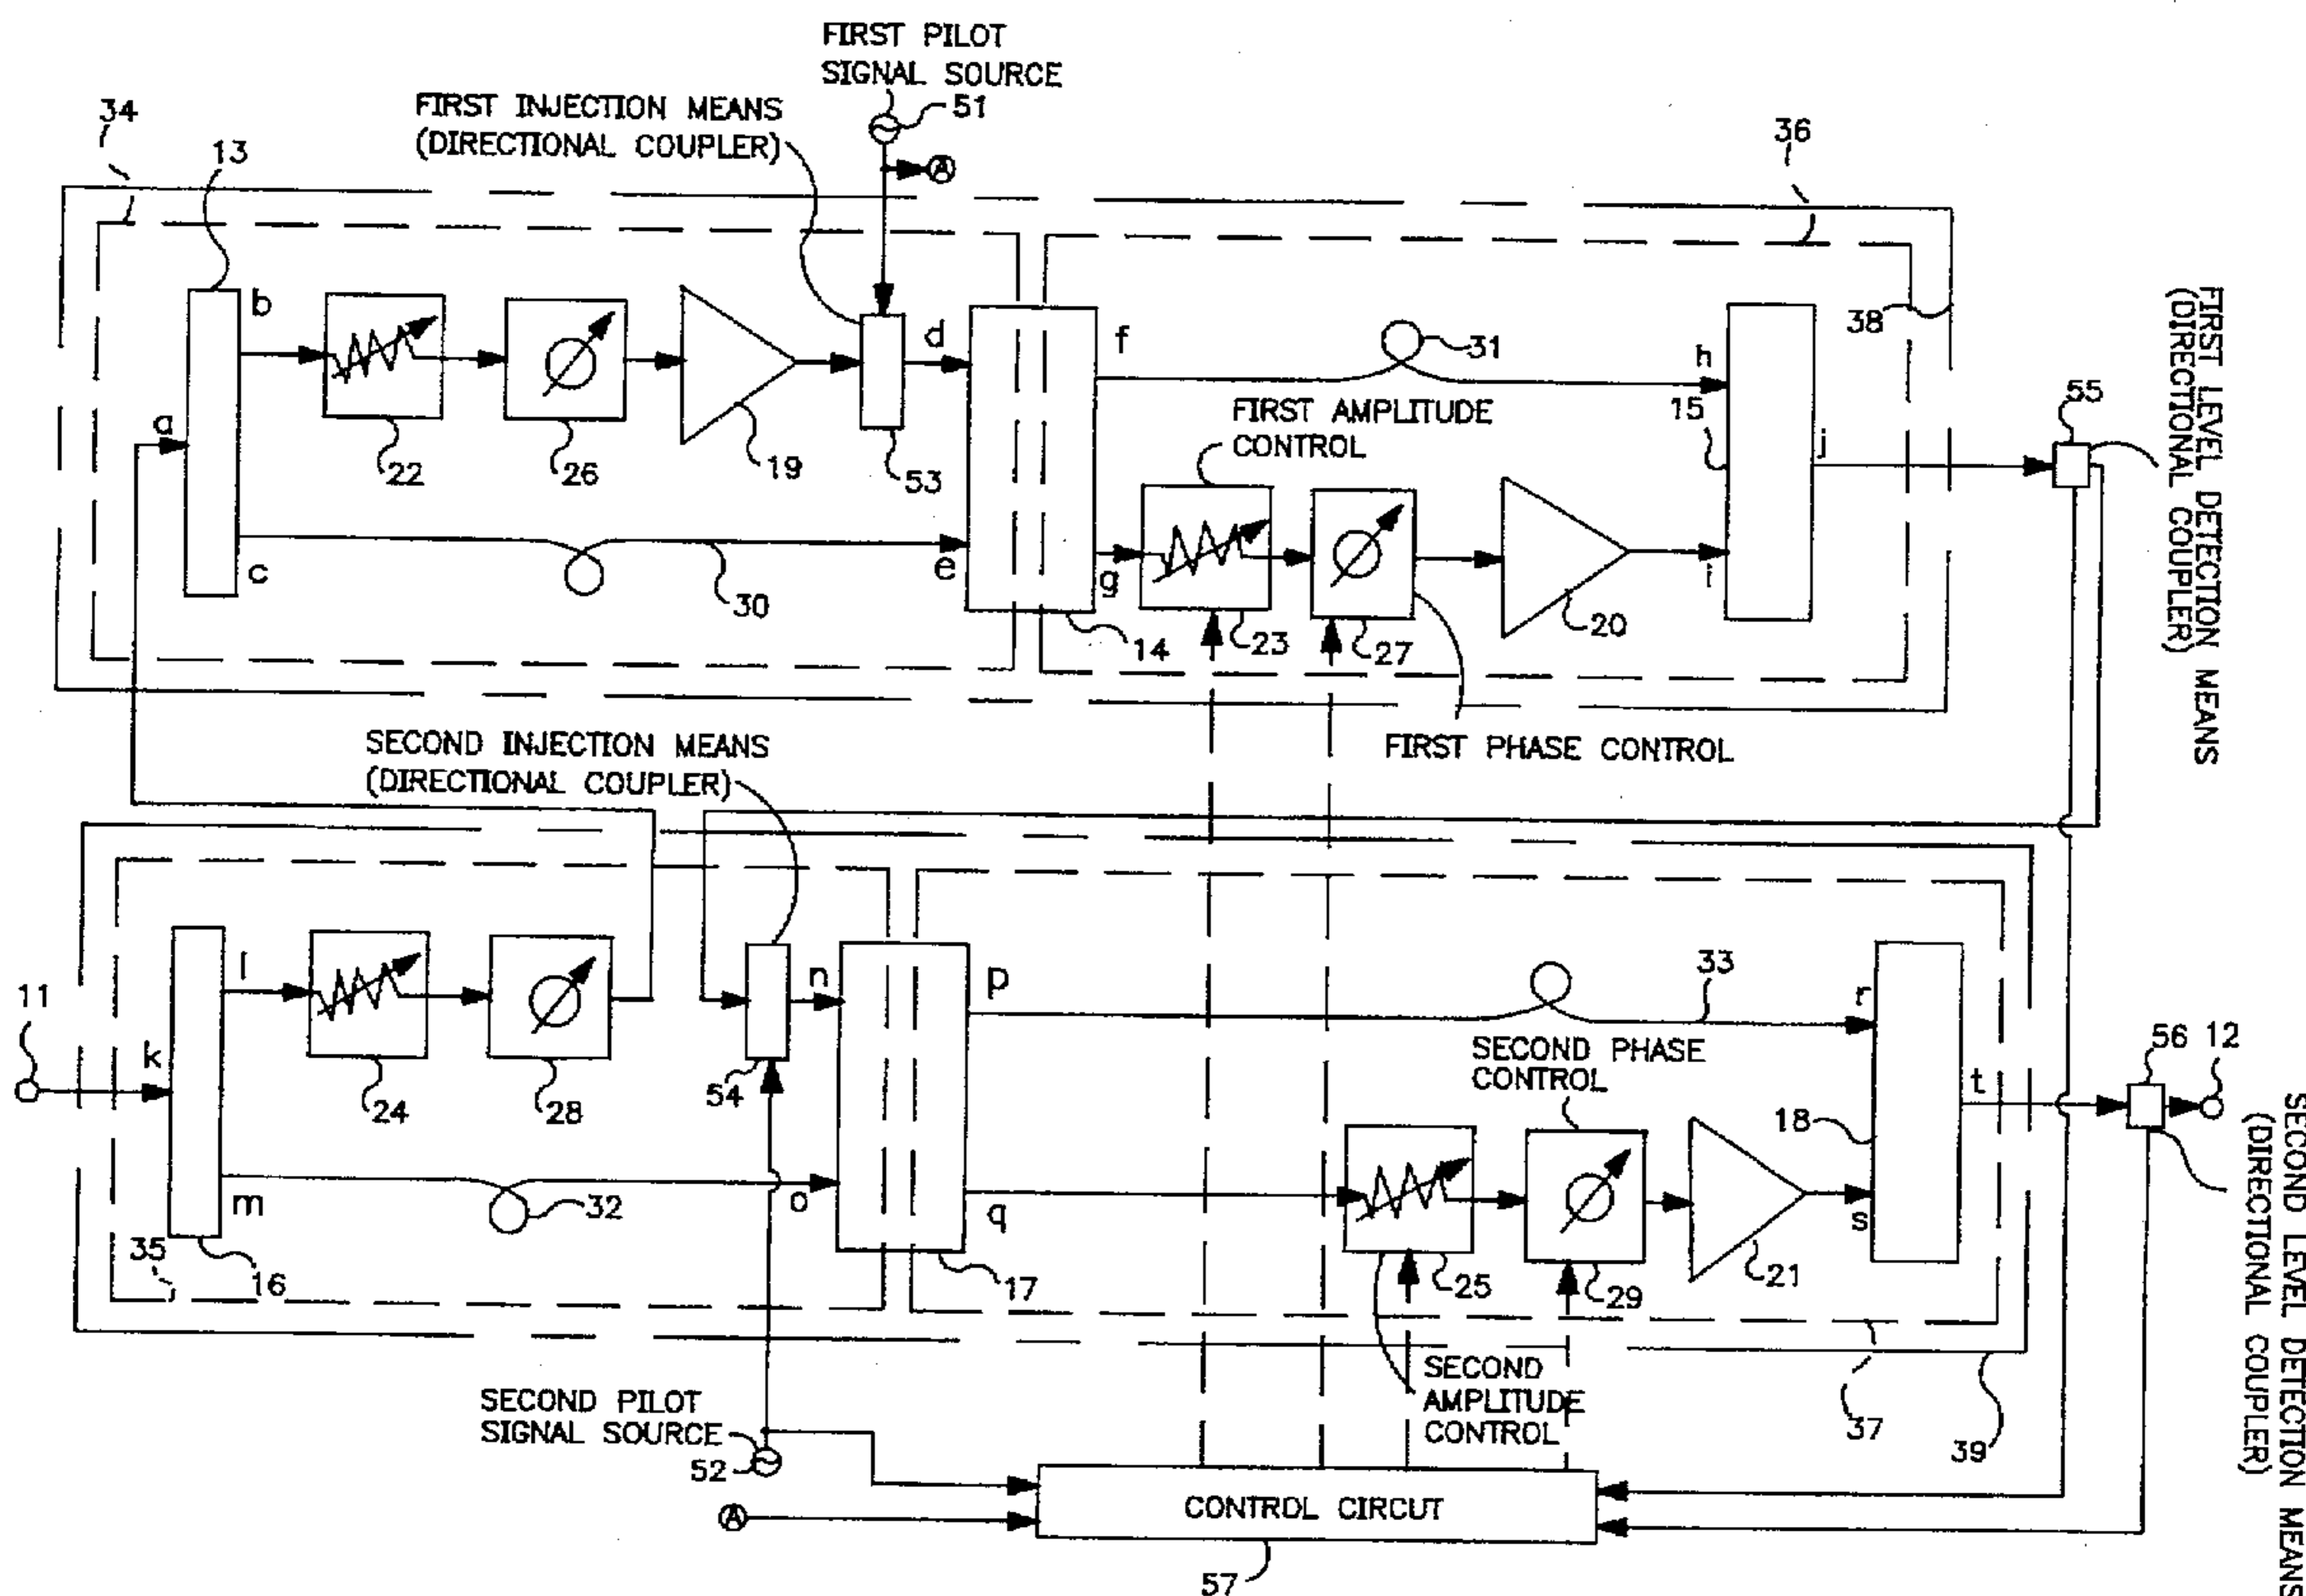 FIRST PILOT
SIGNAL SOURCE
51
A
FIRST INJECTION MEANS
(DIRECTIONAL COUPLER)
34
13
36
38
b
a
c
22
26
19
53
d
e
30
14
f
g
31
FIRST AMPLITUDE
CONTROL
23
27
20
h
15
i
j
55
FIRST LEVEL DETECTION MEANS
(DIRECTIONAL COUPLER)
FIRST PHASE CONTROL
SECOND INJECTION MEANS
(DIRECTIONAL COUPLER)
11
k
l
m
24
28
32
35
16
54
n
o
17
p
q
33
SECOND PHASE
CONTROL
25
29
21
r
18
s
t
56
12
SECOND LEVEL DETECTION MEANS
(DIRECTIONAL COUPLER)
SECOND
AMPLITUDE
CONTROL
37
39
SECOND PILOT
SIGNAL SOURCE
52
A
CONTROL CIRCUT
57